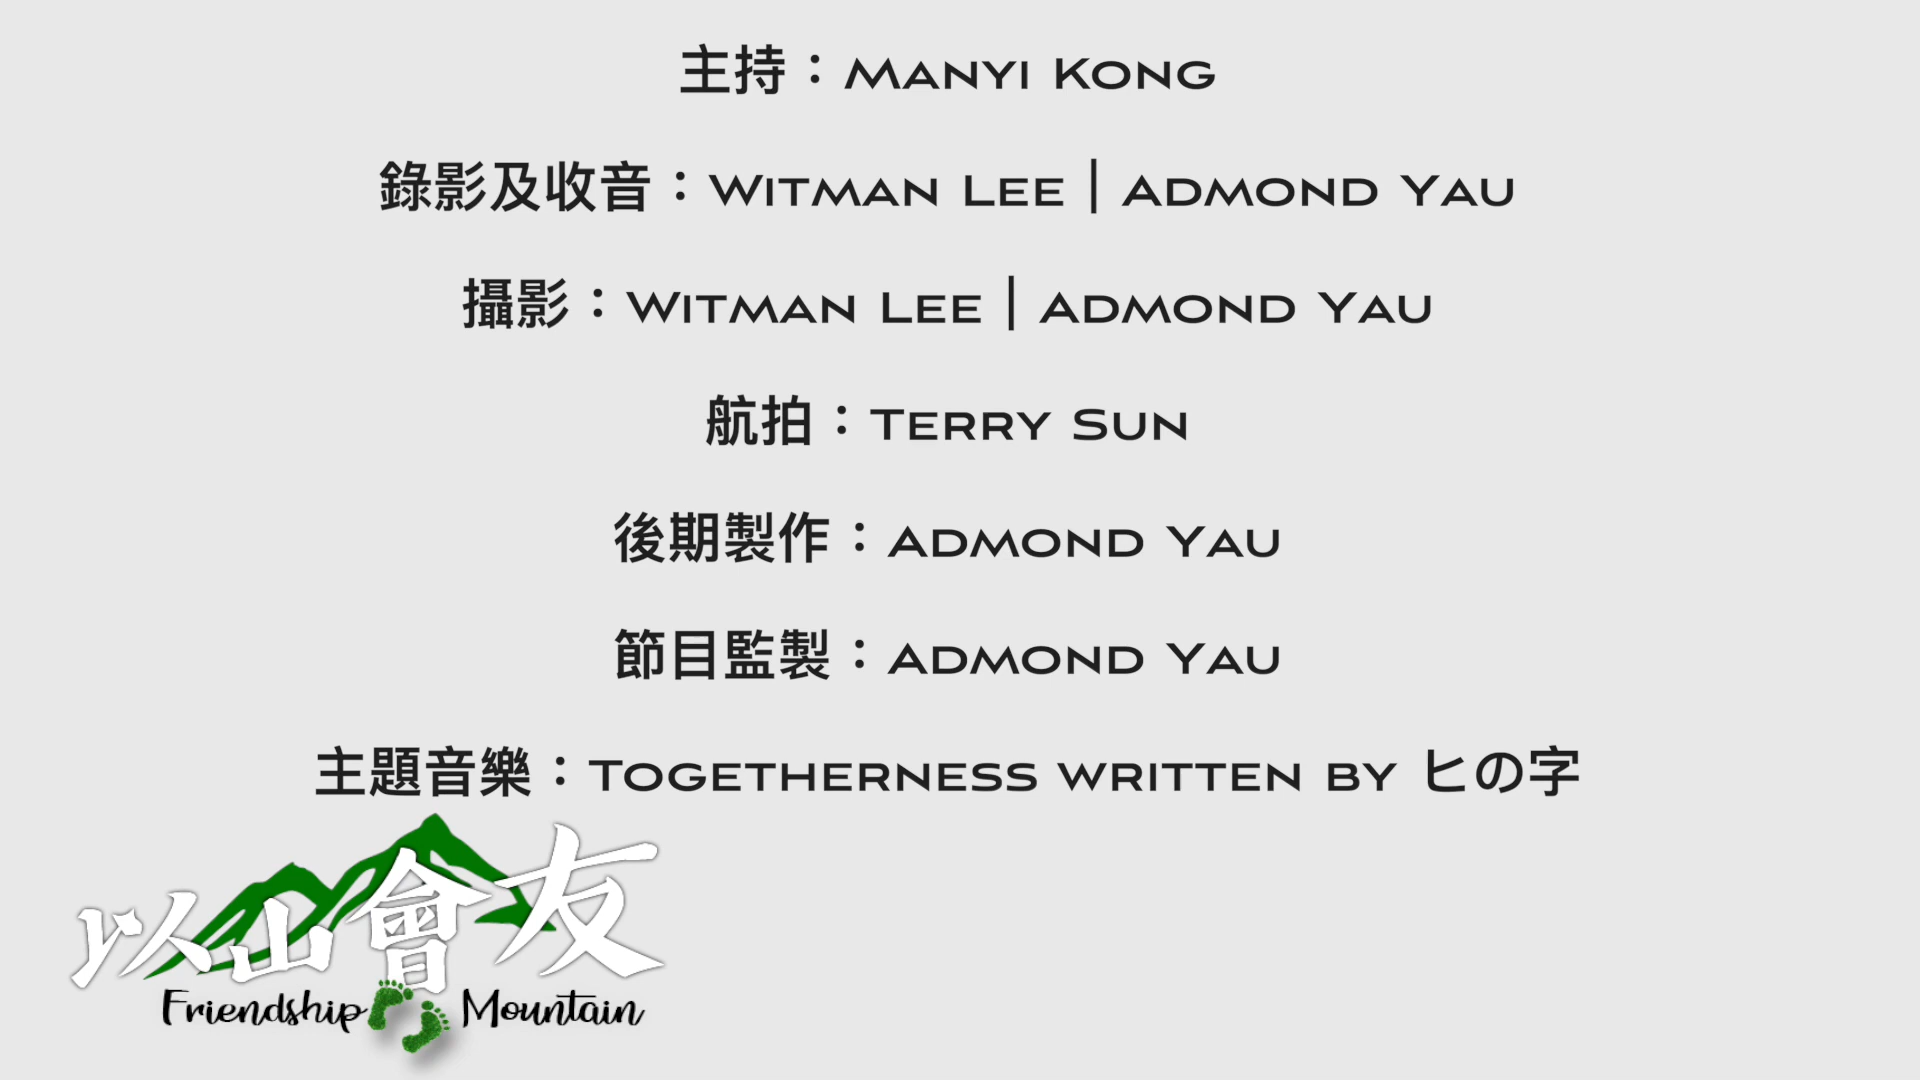 主持：Manyi Kong
錄影及收音：Witman Lee | Admond Yau
攝影：Witman Lee | Admond Yau
航拍：Terry Sun
後期製作：Admond Yau
節目監製：Admond Yau
主題音樂：Togetherness written by ヒの字
以山會友
Friendship Mountain